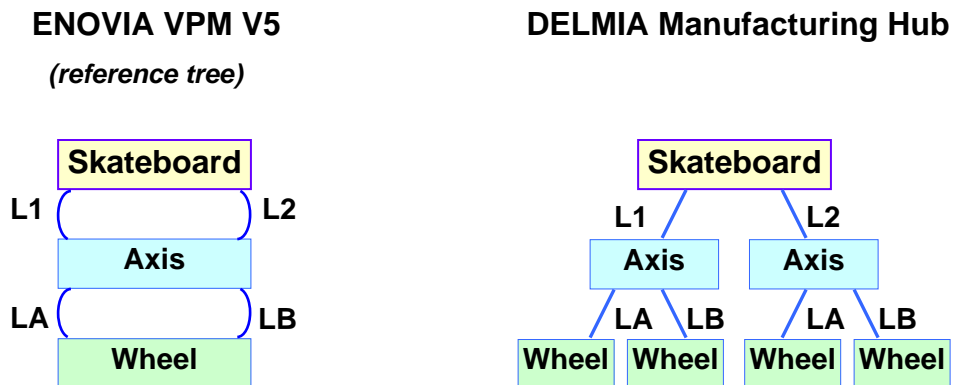 ENOVIA VPM V5
(reference tree)
Skateboard
L1
L2
Axis
LA
LB
Wheel
DELMIA Manufacturing Hub
Skateboard
L1
L2
Axis
Axis
LA
LB
LA
LB
Wheel
Wheel
Wheel
Wheel